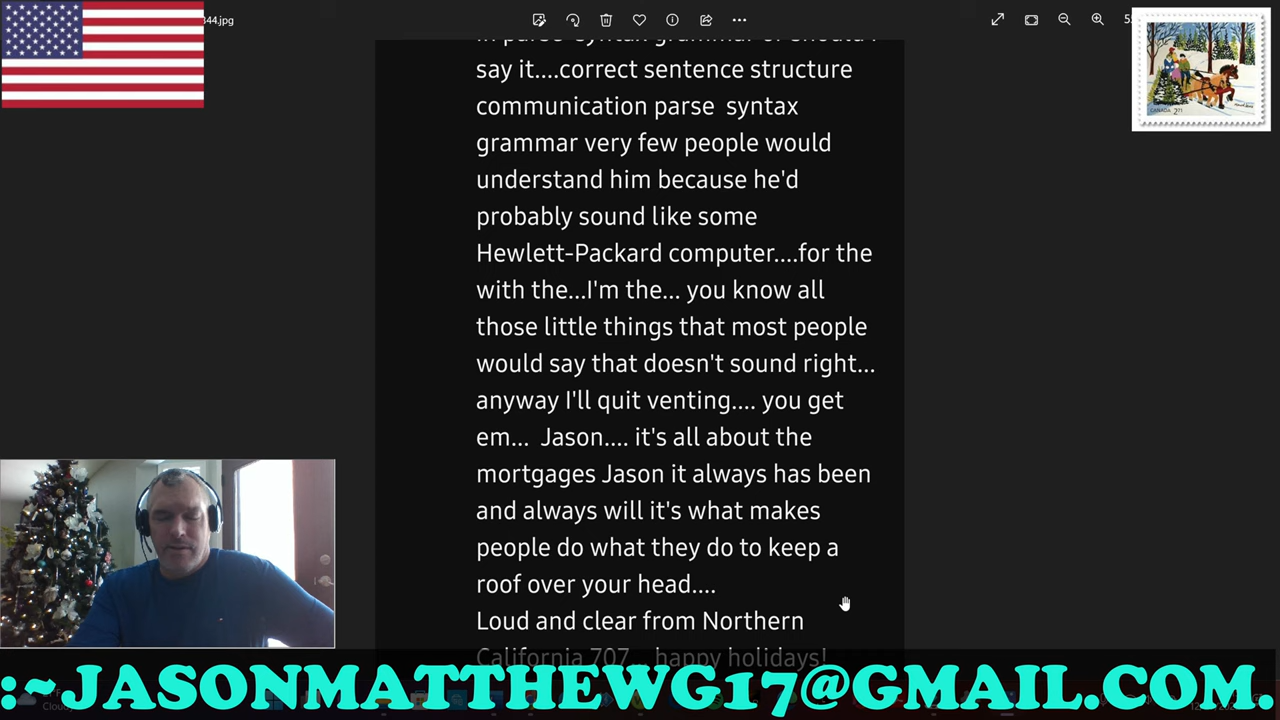 44.jpg
say it....correct sentence structure
communication parse  syntax
grammar very few people would
understand him because he'd
probably sound like some
Hewlett-Packard computer....for the
with the...I'm the... you know all
those little things that most people
would say that doesn't sound right...
anyway I'll quit venting.... you get
em...  Jason.... it's all about the
mortgages Jason it always has been
and always will it's what makes
people do what they do to keep a
roof over your head....
Loud and clear from Northern
California 707... happy holidays!
:~JASONMATTHEWG17@GMAIL.COM.
CANADA